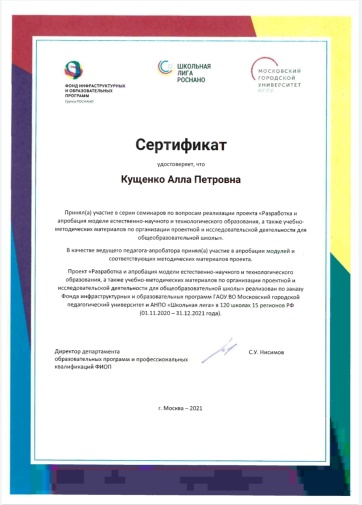 ФОНД ИНФРАСТРУКТУРНЫХ
И ОБРАЗОВАТЕЛЬНЫХ
ПРОГРАММ
Группа РОСНАНО
ШКОЛЬНАЯ
ЛИГА
РОСНАНО
МОСКОВСКИЙ
ГОРОДСКОЙ
УНИВЕРСИТЕТ
Сертификат
удостоверяет, что
Кущенко Алла Петровна
Принял(а) участие в серии семинаров по вопросам реализации проекта «Разработка и
апробация модели естественно-научного и технологического образования, а также учебно-
методических материалов по организации проектной и исследовательской деятельности для
общеобразовательной школы».
В качестве ведущего педагога-апробатора принял(а) участие в апробации модулей и
соответствующих методических материалов проекта.
Проект «Разработка и апробация модели естественно-научного и технологического
образования, а также учебно-методических материалов по организации проектной и
исследовательской деятельности для общеобразовательной школы» реализован по заказу
Фонда инфраструктурных и образовательных программ ГАОУ ВО Московский городской
педагогический университет и АНПО «Школьная лига» в 120 школах 15 регионов РФ
(01.11.2020 – 31.12.2021 года).
Директор департамента
образовательных программ и профессиональных
квалификаций ФИОП
С.У. Нисимов
г. Москва – 2021